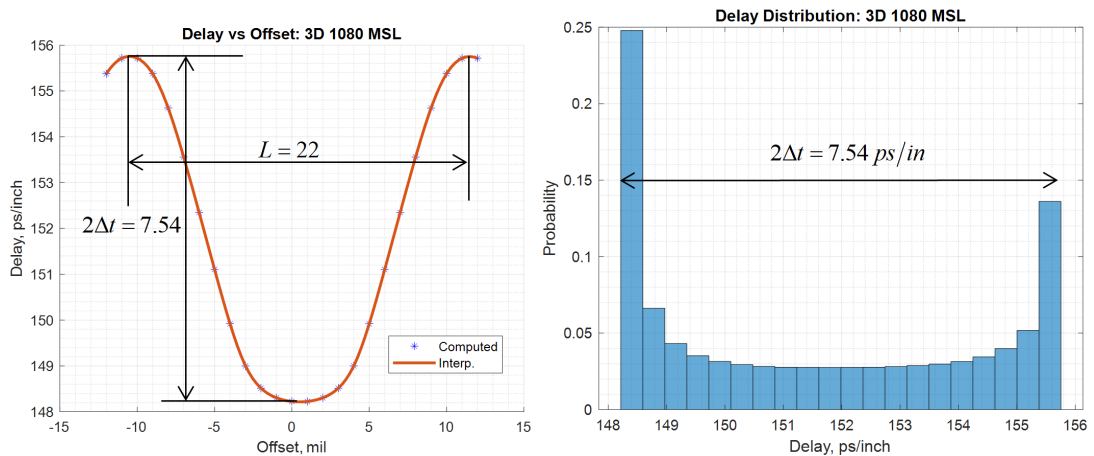 Delay vs Offset: 3D 1080 MSL
Delay, ps/inch
156
155
154
153
152
151
150
149
148
L = 22
2Δt = 7.54
Computed
Interp.
-15
-10
-5
0
5
10
15
Offset, mil
Delay Distribution: 3D 1080 MSL
Probability
0.25
0.2
0.15
0.1
0.05
0
2Δt = 7.54 ps/in
148
149
150
151
152
153
154
155
156
Delay, ps/inch